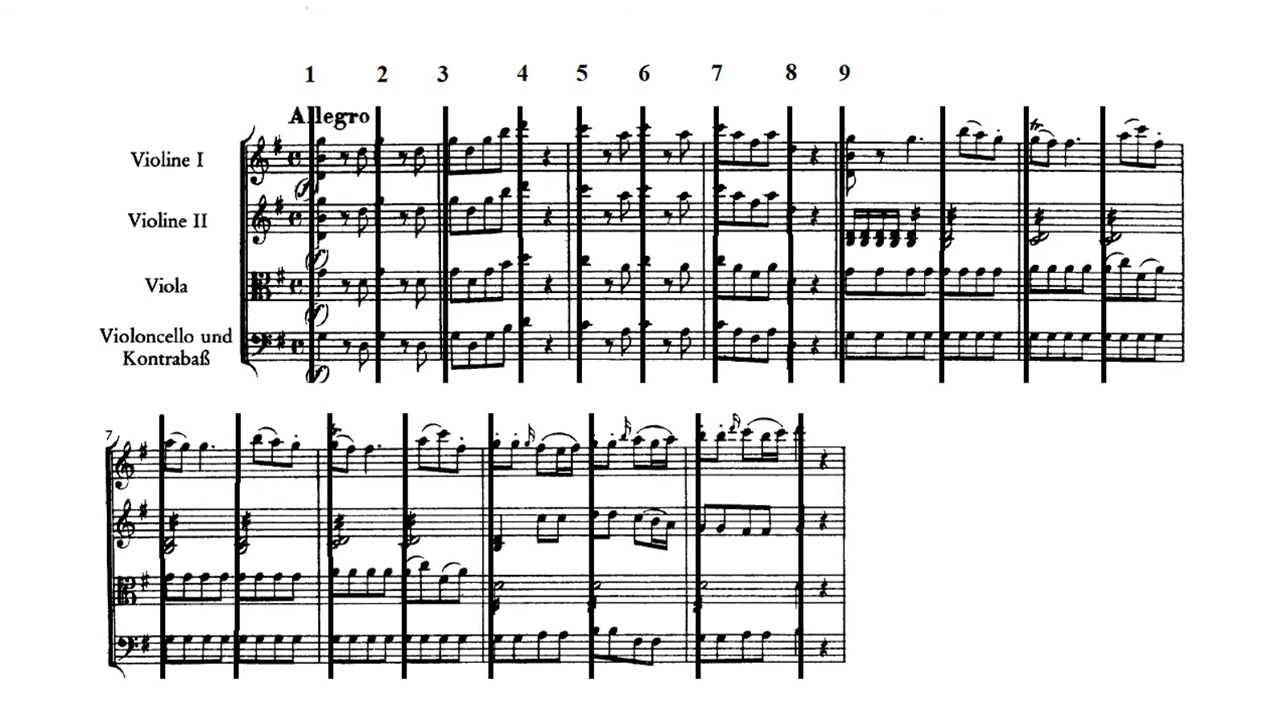 1 2 3 4 5 6 7 8 9
Allegro
Violine I
Violine II
Viola
Violoncello und
Kontrabaß
7